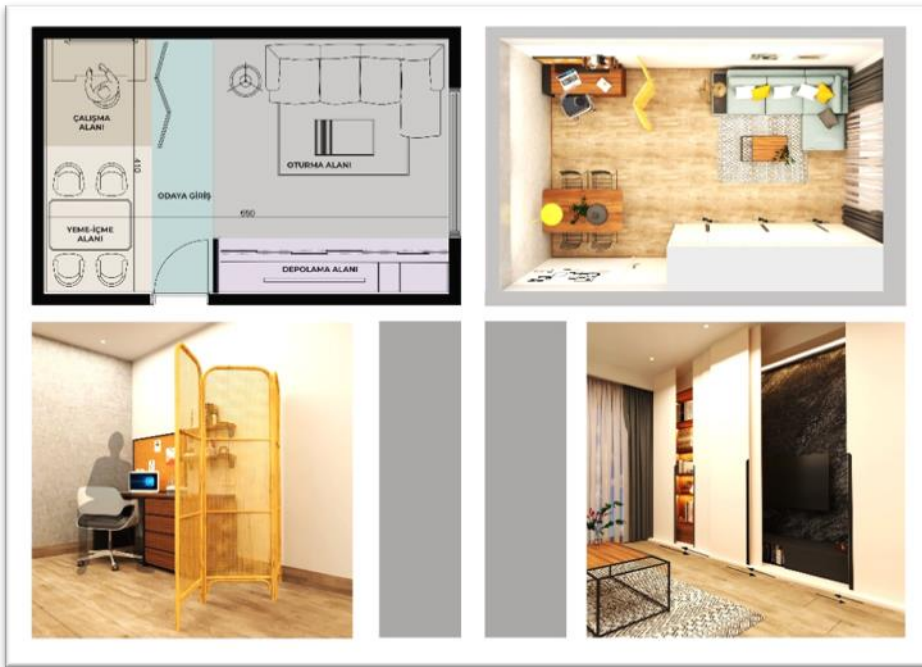 ÇALIŞMA
ALANI
410
OTURMA ALANI
ODAYA GİRİŞ
650
YEME-İÇME
ALANI
DEPOLAMA ALANI